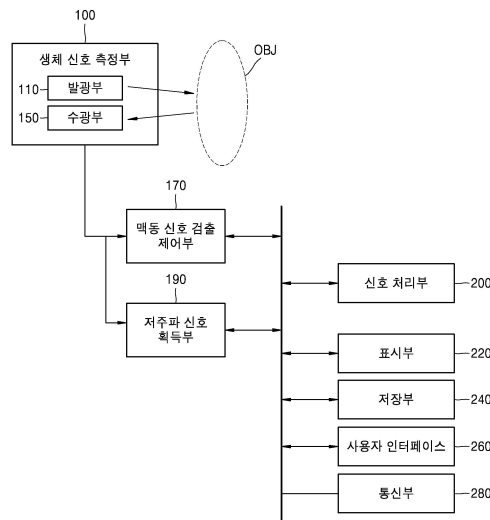 100
생체 신호 측정부
110
발광부
150
수광부
OBJ
170
맥동 신호 검출
제어부
190
저주파 신호
획득부
신호 처리부
200
표시부
220
저장부
240
사용자 인터페이스
260
통신부
280